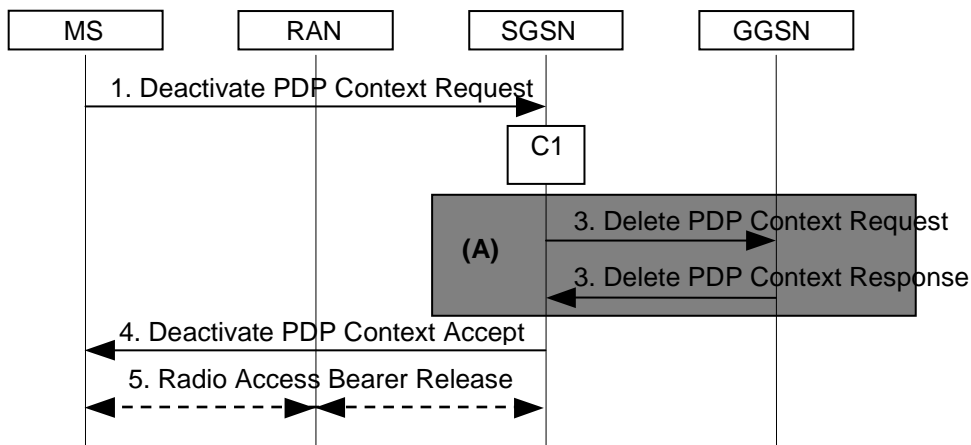 MS
RAN
SGSN
GGSN
1. Deactivate PDP Context Request
C1
3. Delete PDP Context Request
(A)
3. Delete PDP Context Response
4. Deactivate PDP Context Accept
5. Radio Access Bearer Release